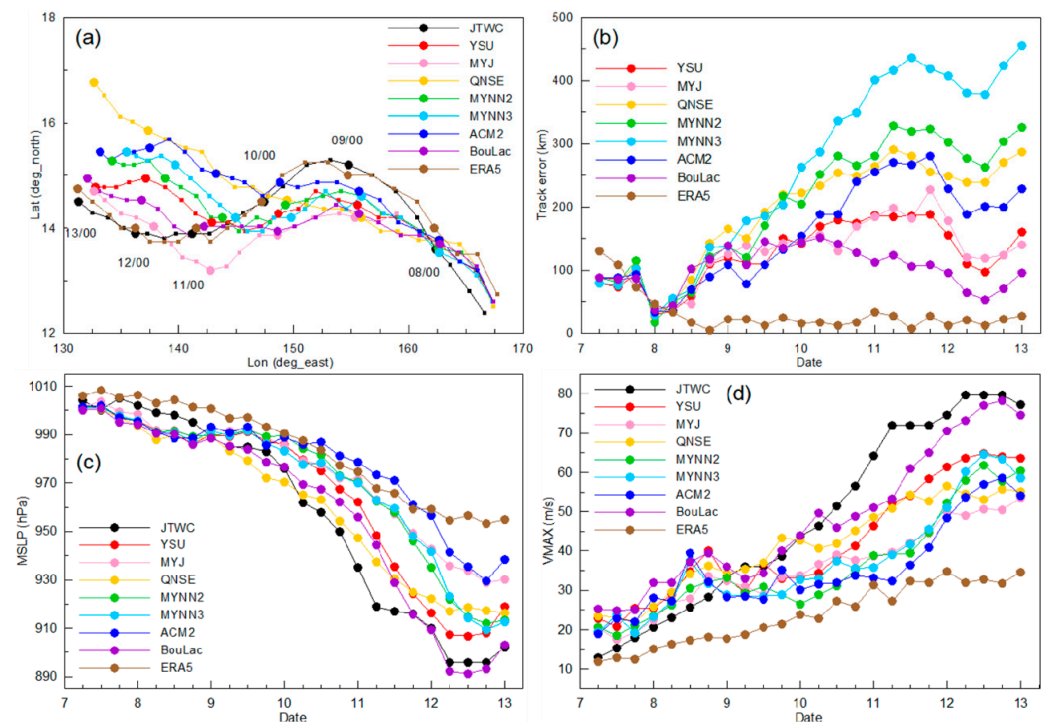 (a)
JTWC
YSU
MYJ
QNSE
MYNN2
MYNN3
ACM2
BouLac
ERA5
10/00
09/00
13/00
12/00
11/00
08/00
18
16
14
12
Lat (deg_north)
130
140
150
160
170
Lon (deg_east)
(b)
YSU
MYJ
QNSE
MYNN2
MYNN3
ACM2
BouLac
ERA5
500
400
300
200
100
0
Track error (km)
7
8
9
10
11
12
13
Date
(c)
JTWC
YSU
MYJ
QNSE
MYNN2
MYNN3
ACM2
BouLac
ERA5
1010
990
970
950
930
910
890
MSLP (hPa)
7
8
9
10
11
12
13
Date
(d)
JTWC
YSU
MYJ
QNSE
MYNN2
MYNN3
ACM2
BouLac
ERA5
80
70
60
50
40
30
20
10
VMAX (m/s)
7
8
9
10
11
12
13
Date